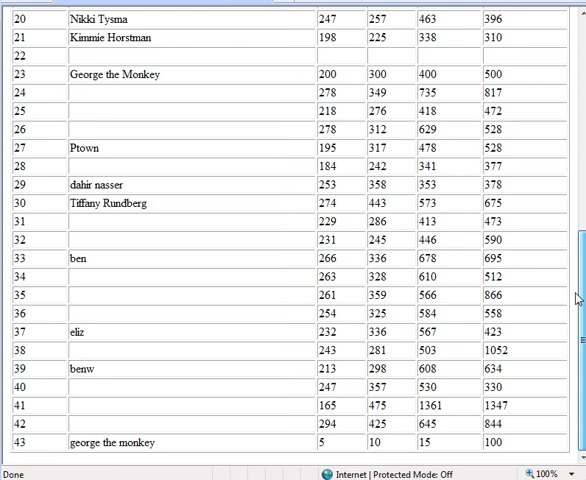 20 Nikki Tysma 247 257 463 396
21 Kimmie Horstman 198 225 338 310
22
23 George the Monkey 200 300 400 500
24 278 349 735 817
25 218 276 418 472
26 278 312 629 528
27 Ptown 195 317 478 528
28 184 242 341 377
29 dahir nasser 253 358 353 378
30 Tiffany Rundberg 274 443 573 675
31 229 286 413 473
32 231 245 446 590
33 ben 266 336 678 695
34 263 328 610 512
35 261 359 566 866
36 254 325 584 558
37 eliz 232 336 567 423
38 243 281 503 1052
39 benw 213 298 608 634
40 247 357 530 330
41 165 475 1361 1347
42 294 425 645 844
43 george the monkey 5 10 15 100
Done Internet | Protected Mode: Off 100%